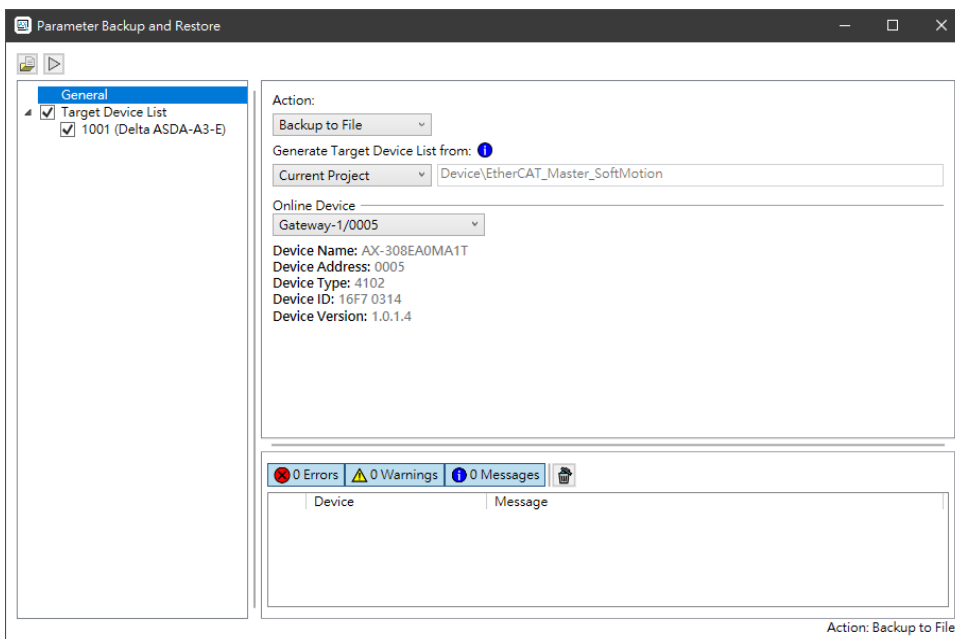 Parameter Backup and Restore
General
Target Device List
1001 (Delta ASDA-A3-E)
Action:
Backup to File
Generate Target Device List from:
Current Project
Device\EtherCAT_Master_SoftMotion
Online Device
Gateway-1/0005
Device Name: AX-308EA0MA1T
Device Address: 0005
Device Type: 4102
Device ID: 16F7 0314
Device Version: 1.0.1.4
0 Errors 0 Warnings 0 Messages
Device Message
Action: Backup to File